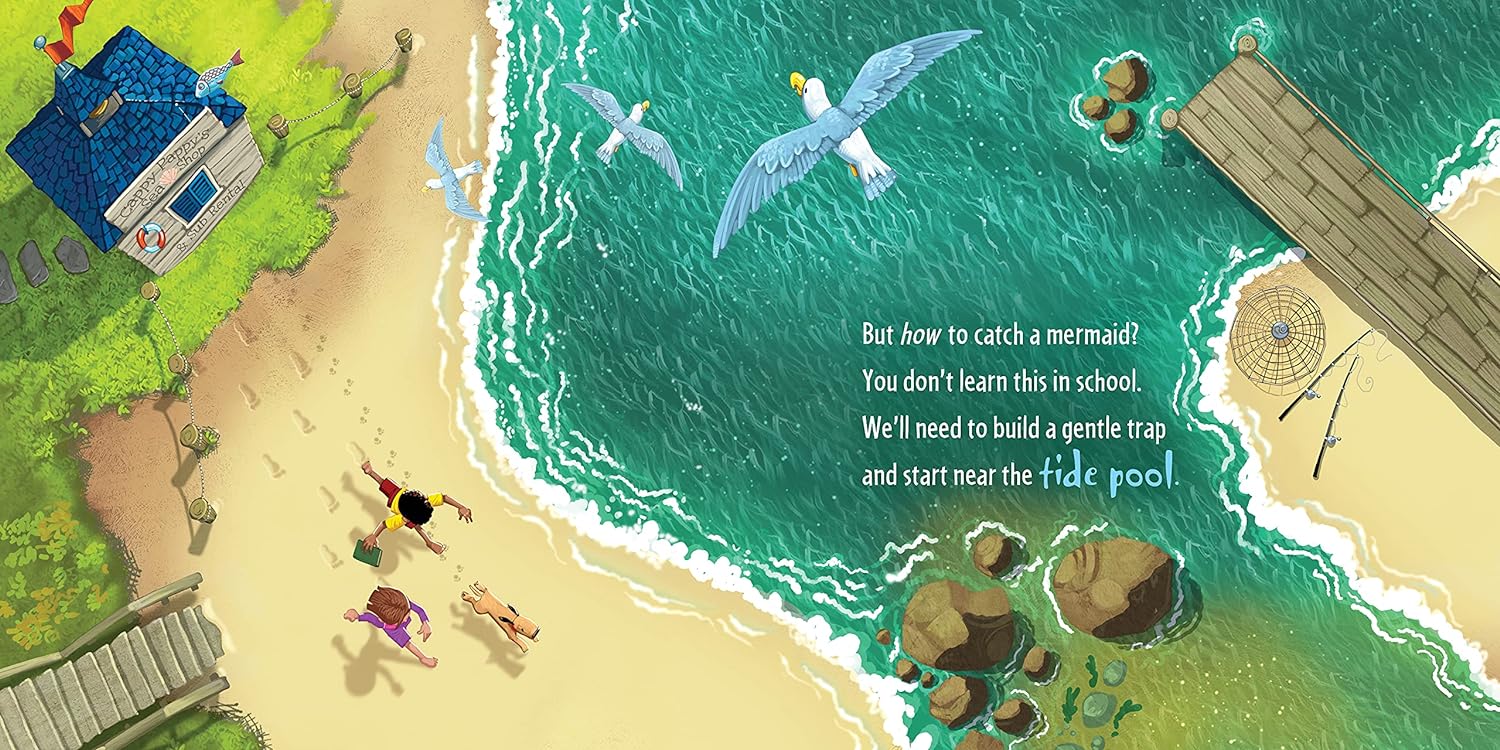 Cappy Pappy's
Sea Shop
& Sub Rental
But how to catch a mermaid?
You don't learn this in school.
We'll need to build a gentle trap
and start near the tide pool.